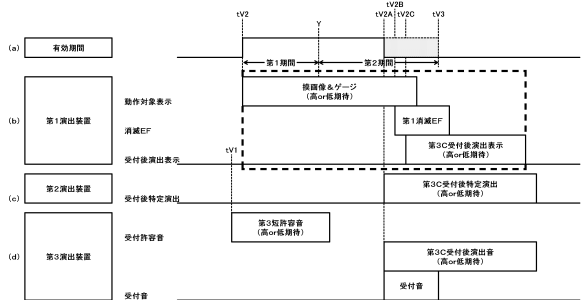 tV2
Y
tV2A
tV2B
tV2C
tV3
(a)
有効期間
第1期間
第2期間
(b)
第1演出装置
動作対象表示
操画像&ゲージ
(高or低期待)
消滅EF
第1消滅EF
受付後演出表示
第3C受付後演出表示
(高or低期待)
tV1
(c)
第2演出装置
受付後特定演出
第3C受付後特定演出
(高or低期待)
(d)
第3演出装置
受付許容音
第3短許容音
(高or低期待)
第3C受付後演出音
(高or低期待)
受付音
受付音